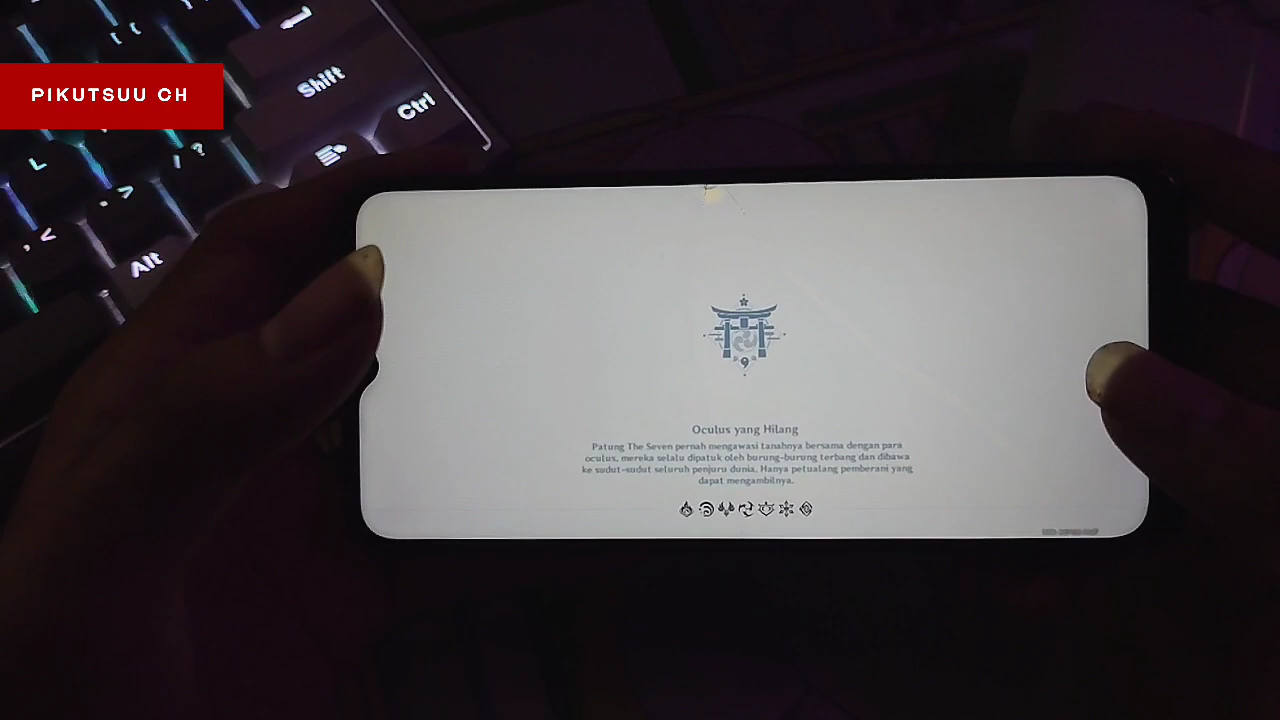 PIKUTSUU CH
Shift
Ctrl
Alt
L
?
/
>
.
<
,
Oculus yang Hilang
Patung The Seven pernah mengawasi tanahnya bersama dengan para
oculus, mereka selalu dipatuk oleh burung-burung terbang dan dibawa
ke sudut-sudut seluruh penjuru dunia. Hanya petualang pemberani yang
dapat mengambilnya.